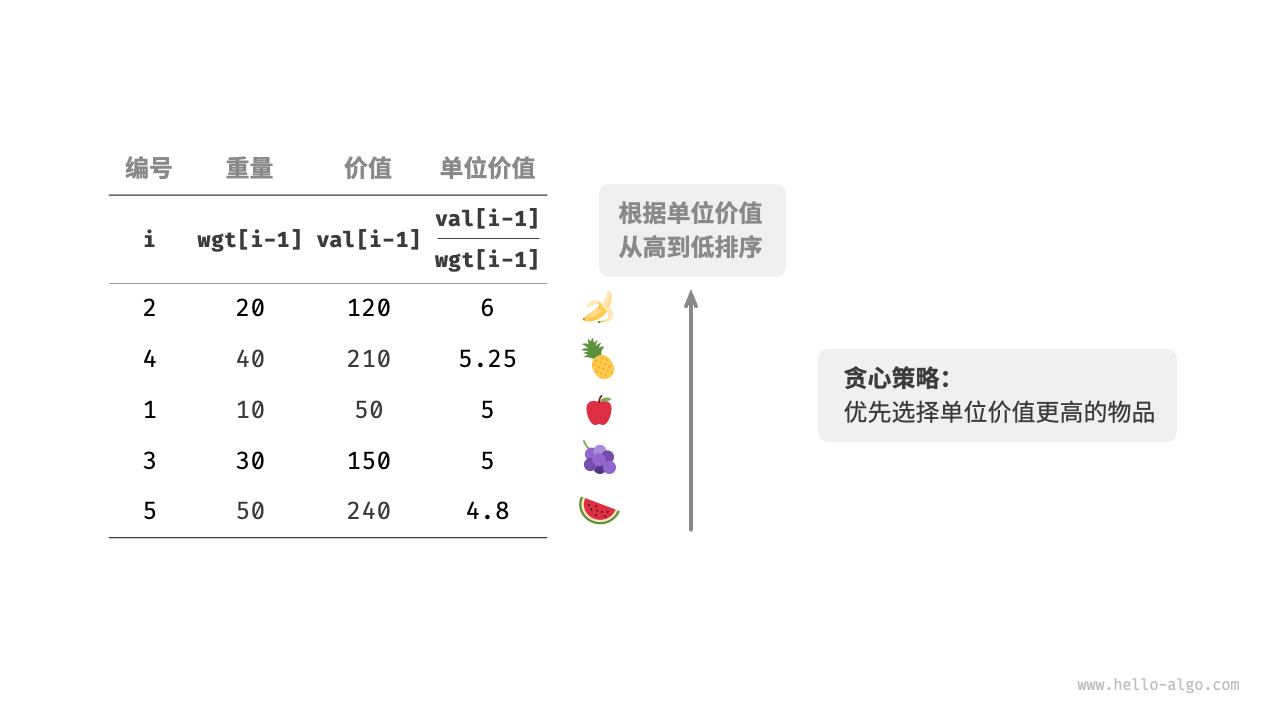 编号 重量 价值 单位价值
i wgt[i-1] val[i-1] val[i-1]
wgt[i-1]
2 20 120 6
4 40 210 5.25
1 10 50 5
3 30 150 5
5 50 240 4.8
根据单位价值
从高到低排序
贪心策略：
优先选择单位价值更高的物品
www.hello-algo.com